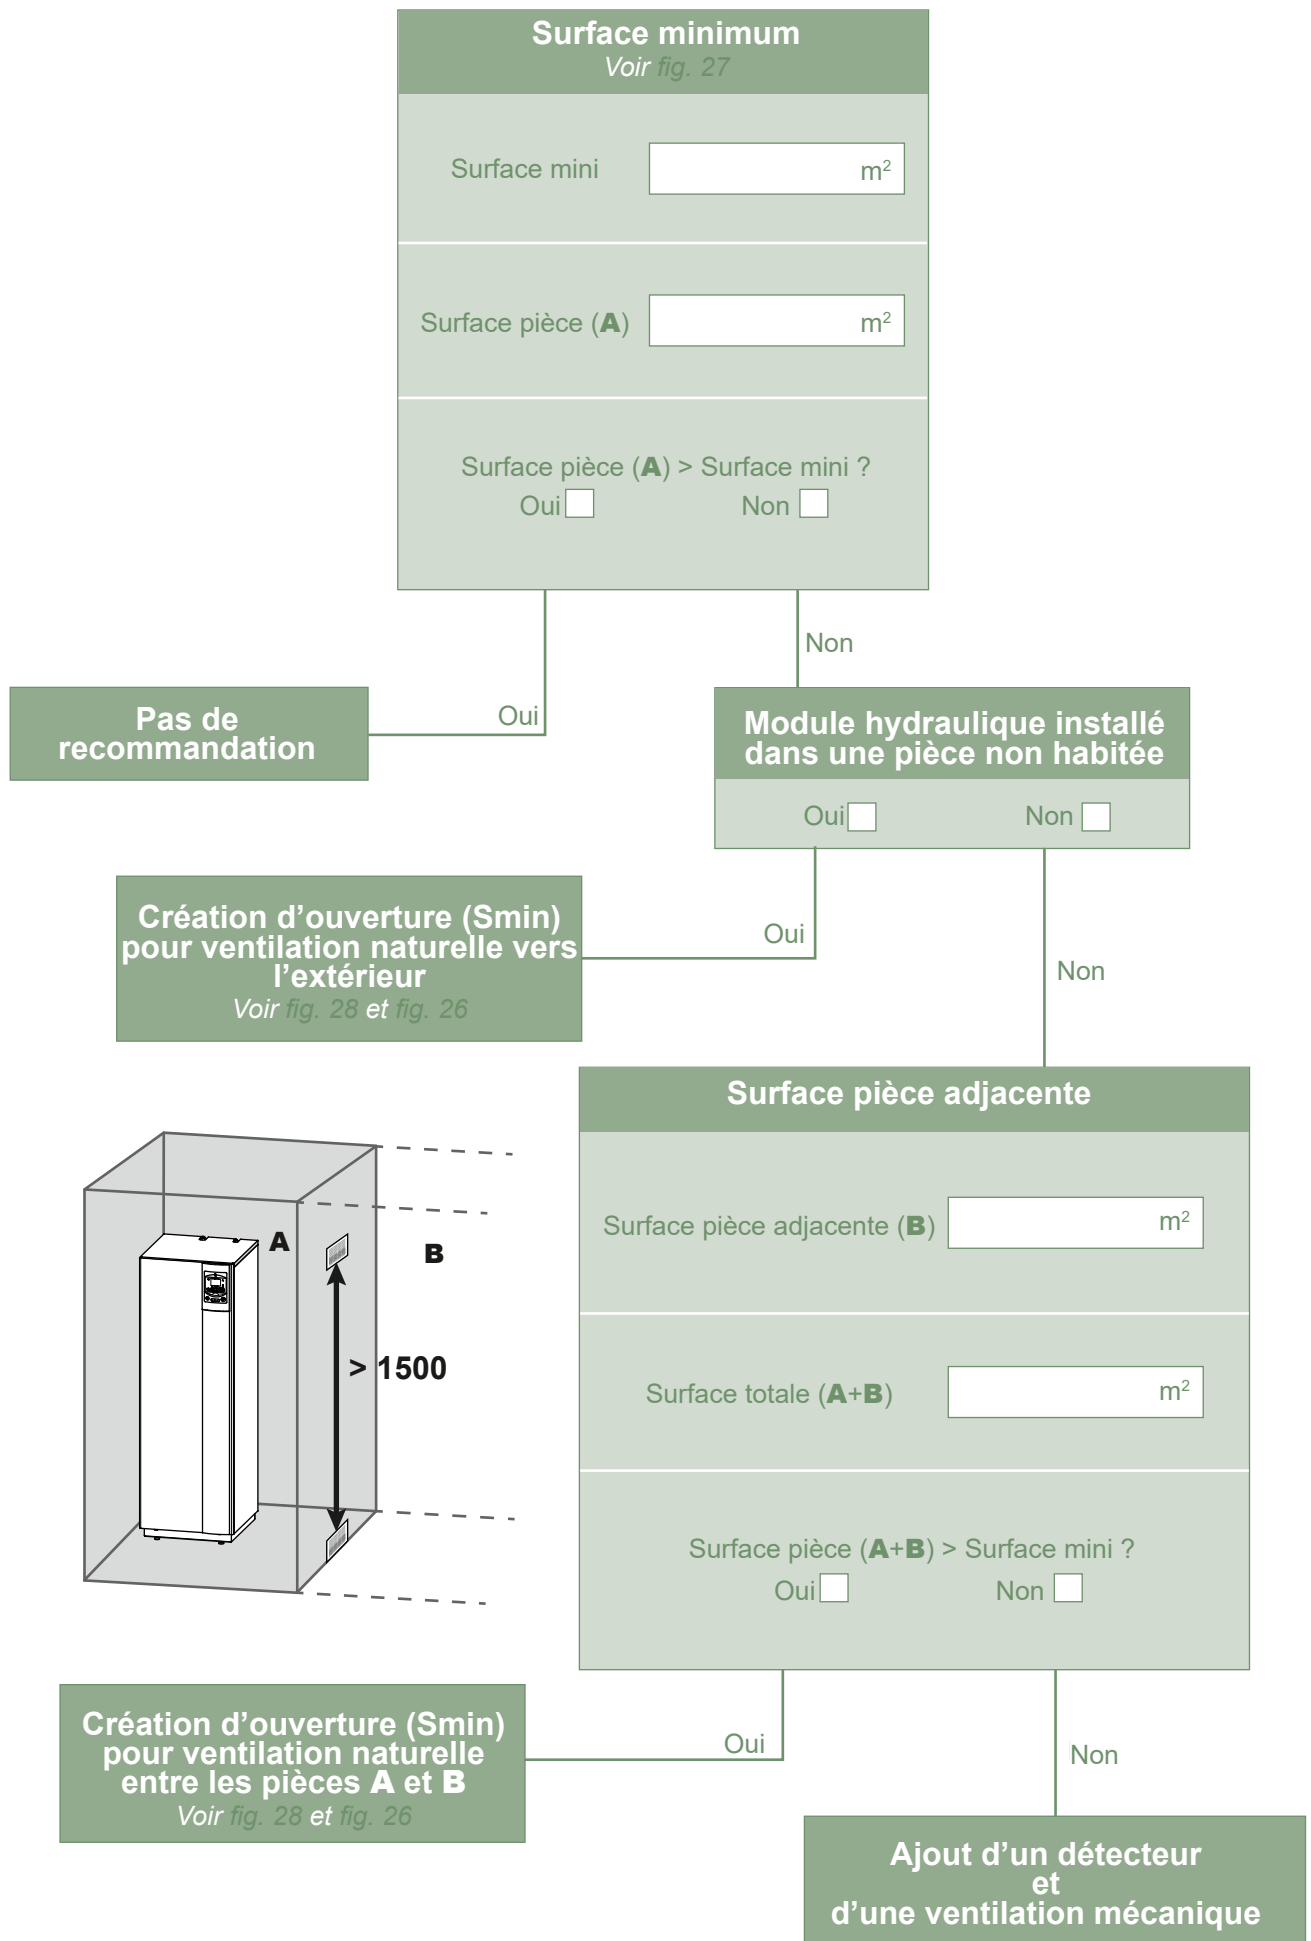 Surface minimum
Voir fig. 27
Surface mini
m²
Surface pièce (A)
m²
Surface pièce (A) > Surface mini ?
Oui Non
Non
Oui
Pas de
recommandation
Module hydraulique installé
dans une pièce non habitée
Oui Non
Oui
Non
Création d’ouverture (Smin)
pour ventilation naturelle vers
l’extérieur
Voir fig. 28 et fig. 26
Surface pièce adjacente
Surface pièce adjacente (B)
m²
Surface totale (A+B)
m²
Surface pièce (A+B) > Surface mini ?
Oui Non
A
B
> 1500
Oui
Non
Création d’ouverture (Smin)
pour ventilation naturelle
entre les pièces A et B
Voir fig. 28 et fig. 26
Ajout d’un détecteur
et
d’une ventilation mécanique